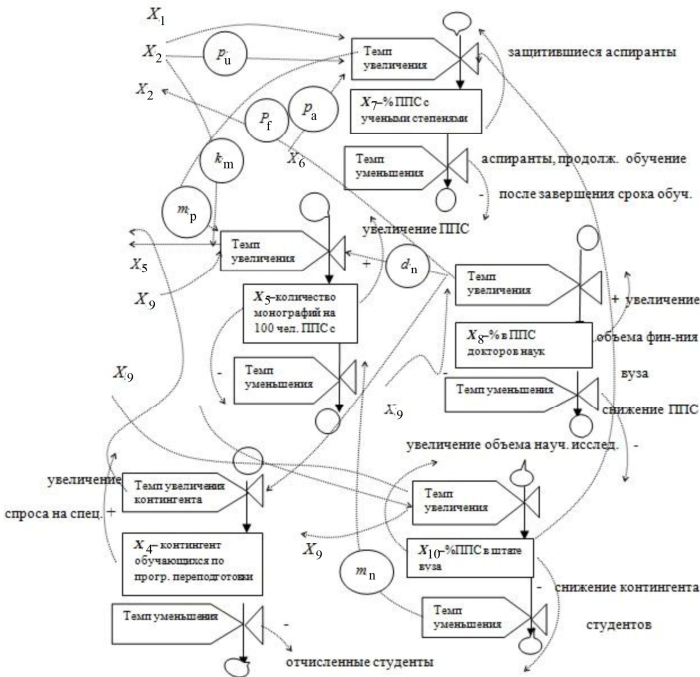 X1
X2
pu
Темп
увеличения
защитившиеся аспиранты
X2
Pf
pa
X7–% ППС с
учеными степенями
km
X6
Темп
уменьшения
аспиранты, продолж. обучение
- после завершения срока обуч.
mp
увеличение ППС
X5
Темп
увеличения
+
dn
X9
Темп
увеличения
+ увеличение
объема фин-ния
вуза
X5–количество
монографий на
100 чел. ППС с
X8–% в ППС
докторов наук
-
Темп
уменьшения
-
Темп уменьшения
X9
X9
снижение ППС
-
увеличение объема науч. исслед.
увеличение
спроса на спец. +
Темп увеличения
контингента
Темп
увеличения
X9
X4– контингент
обучающихся по
прогр. переподготовки
X10–%ППС в штате
вуза
mn
- снижение контингента
студентов
Темп уменьшения
-
Темп
уменьшения
отчисленные студенты